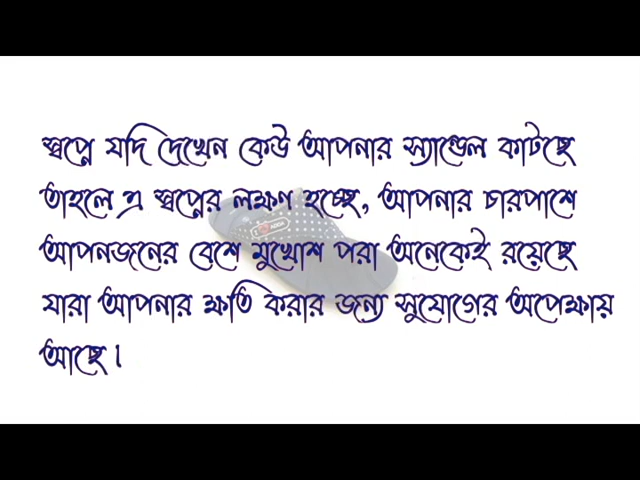 স্বপ্নে যদি দেখেন কেউ আপনার স্যান্ডেল কাটছে
তাহলে এ স্বপ্নের লক্ষণ হচ্ছে, আপনার চারপাশে
আপনজনের বেশে মুখোশ পরা অনেকেই রয়েছে
যারা আপনার ক্ষতি করার জন্য সুযোগের অপেক্ষায়
আছে।